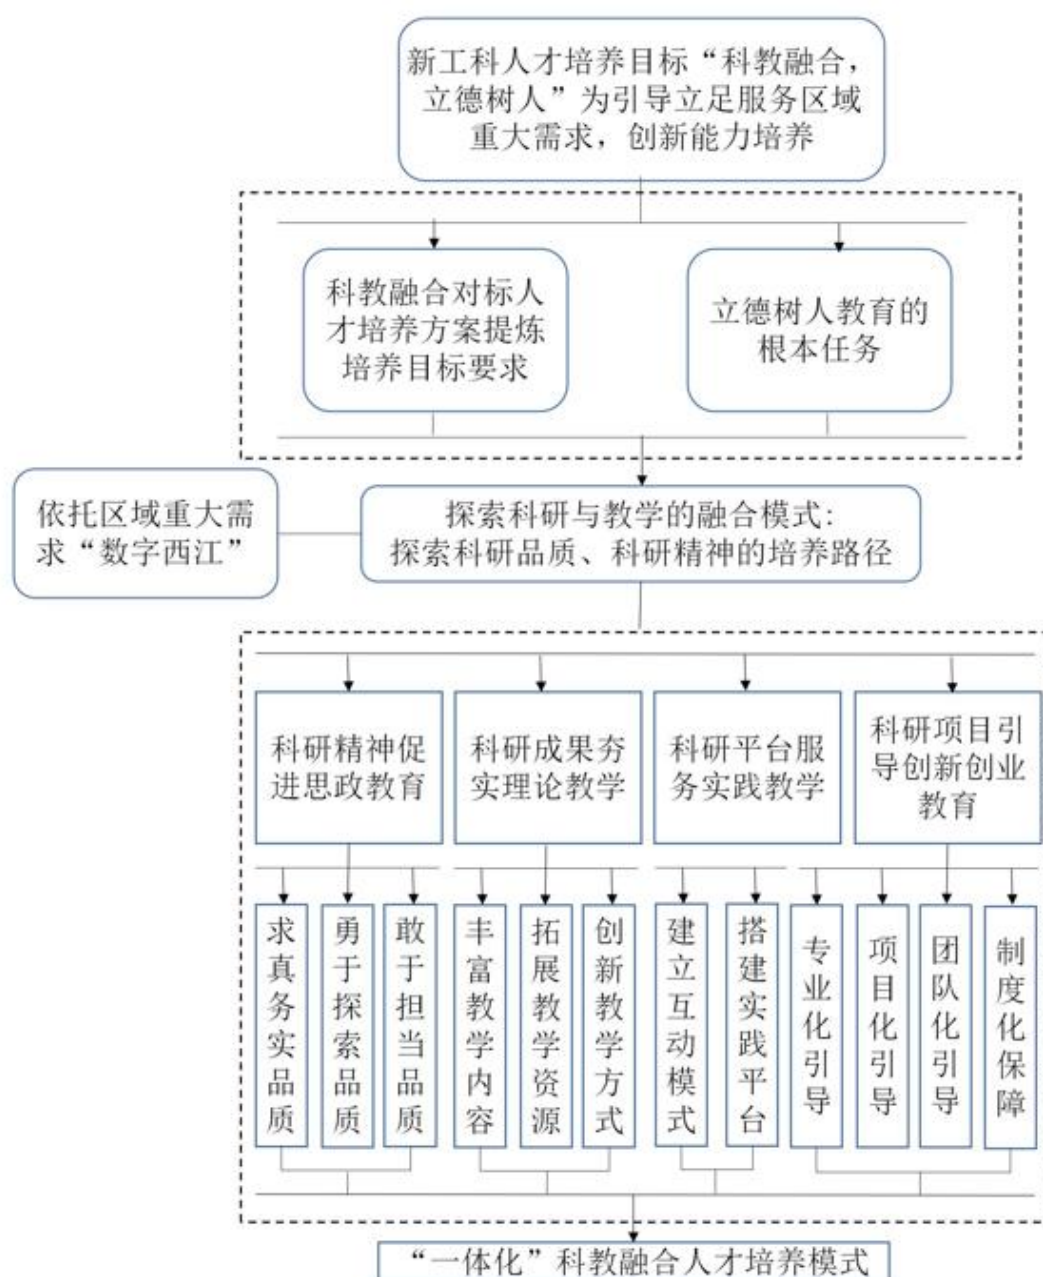 新工科人才培养目标“科教融合，
立德树人”为引导立足服务区域
重大需求，创新能力培养
科教融合对标人
才培养方案提炼
培养目标要求
立德树人教育的
根本任务
依托区域重大需
求“数字西江”
探索科研与教学的融合模式:
探索科研品质、科研精神的培养路径
科研精神促
进思政教育
科研成果夯
实理论教学
科研平台服
务实践教学
科研项目引
导创新创业
教育
求真务实品质
勇于探索品质
敢于担当品质
丰富教学内容
拓展教学资源
创新教学方式
建立互动模式
搭建实践平台
专业化引导
项目化引导
团队化引导
制度化保障
“一体化”科教融合人才培养模式